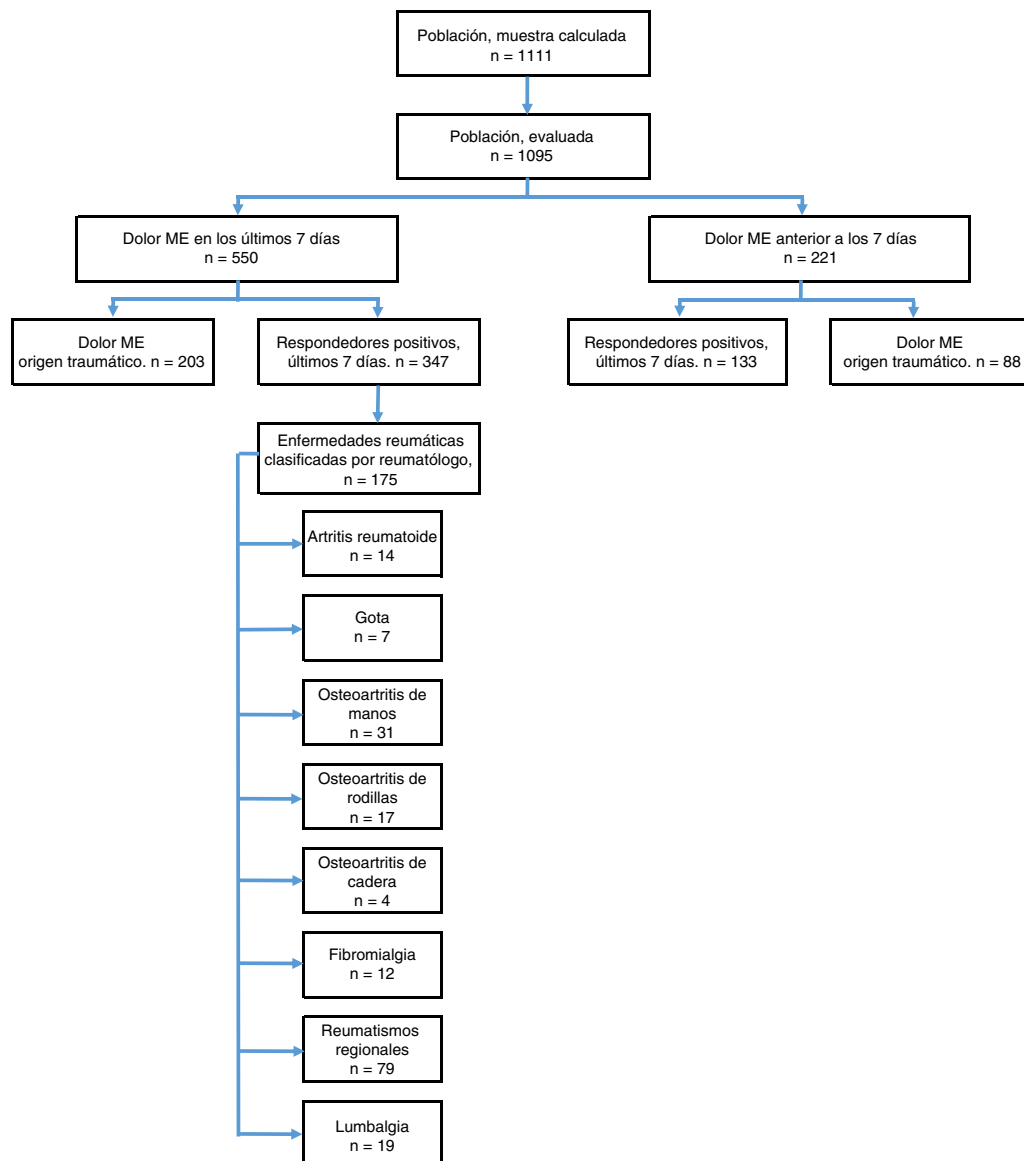 Población, muestra calculada
n = 1111
Población, evaluada
n = 1095
Dolor ME en los últimos 7 días
n = 550
Dolor ME anterior a los 7 días
n = 221
Dolor ME
origen traumático. n = 203
Respondedores positivos,
últimos 7 días. n = 347
Respondedores positivos,
últimos 7 días. n = 133
Dolor ME
origen traumático. n = 88
Enfermedades reumáticas
clasificadas por reumatólogo,
n = 175
Artritis reumatoide
n = 14
Gota
n = 7
Osteoartritis de
manos
n = 31
Osteoartritis de
rodillas
n = 17
Osteoartritis de
cadera
n = 4
Fibromialgia
n = 12
Reumatismos
regionales
n = 79
Lumbalgia
n = 19